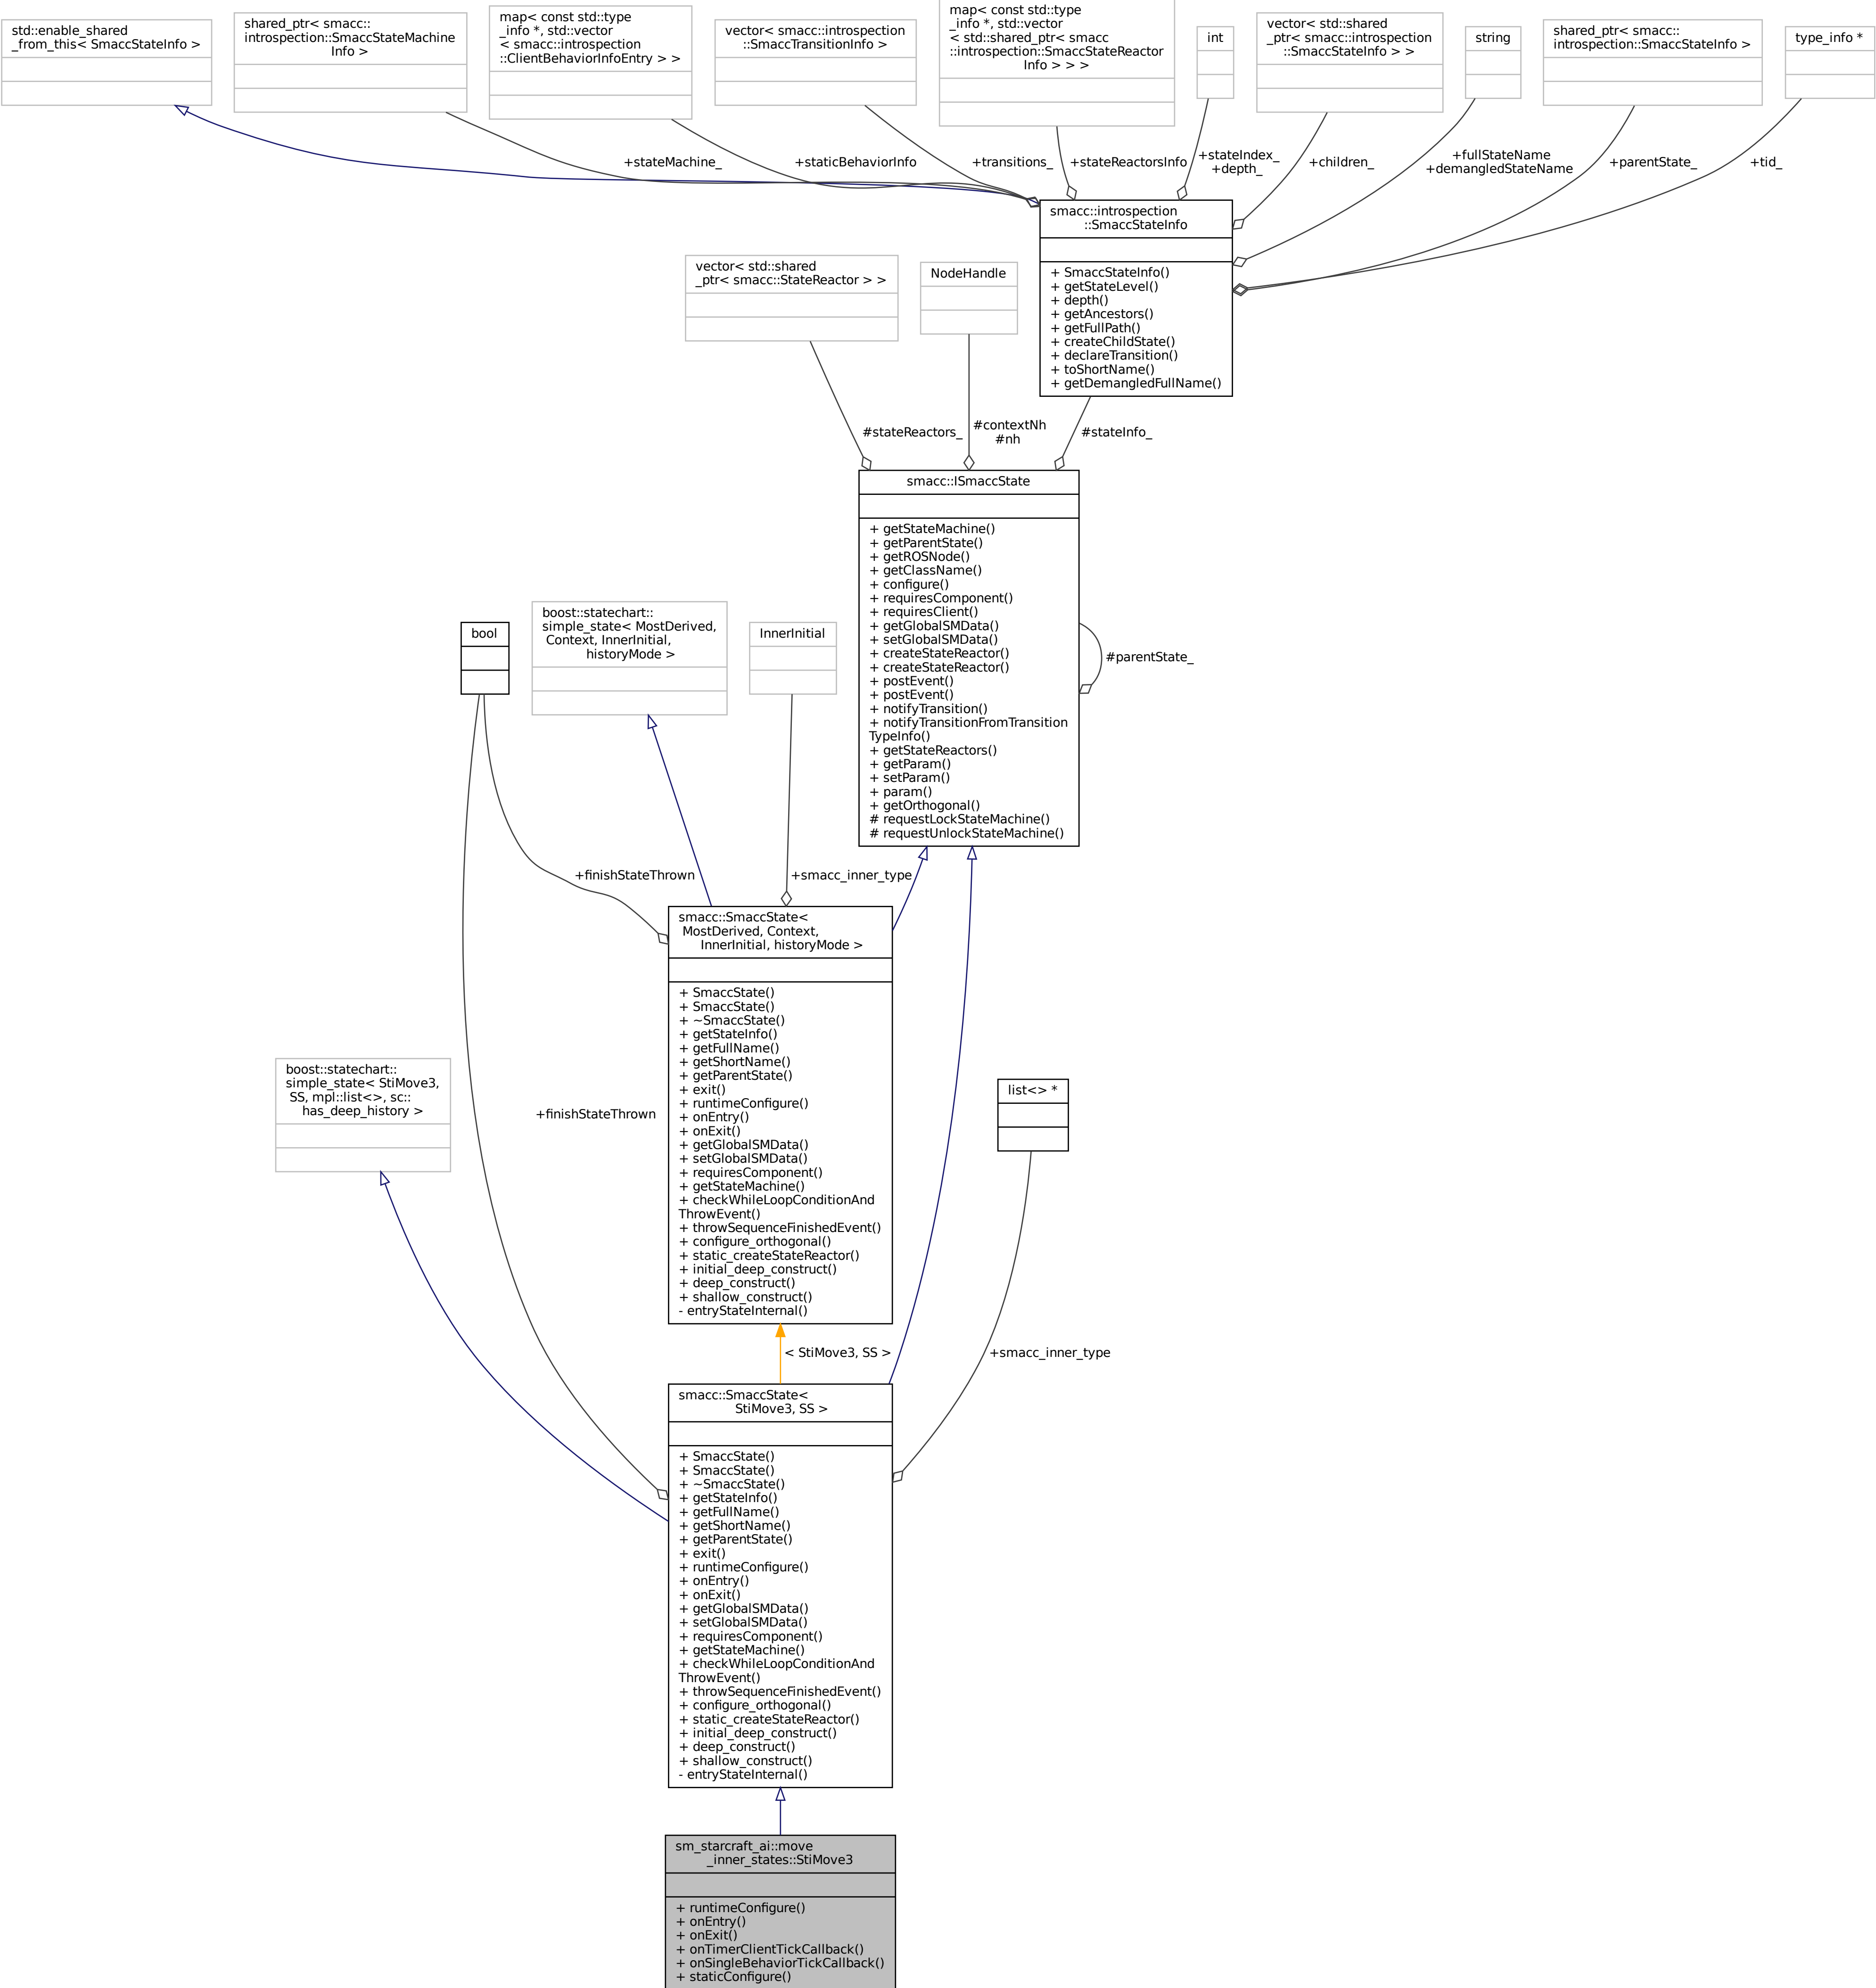 std::enable_shared
_from_this< SmaccStateInfo >
shared_ptr< smacc::
introspection::SmaccStateMachine
Info >
map< const std::type
_info *, std::vector
< smacc::introspection
::ClientBehaviorInfoEntry > >
vector< smacc::introspection
::SmaccTransitionInfo >
map< const std::type
_info *, std::vector
< std::shared_ptr< smacc
::introspection::SmaccStateReactor
Info > > >
int
vector< std::shared
_ptr< smacc::introspection
::SmaccStateInfo > >
string
shared_ptr< smacc::
introspection::SmaccStateInfo >
type_info *
+stateMachine_
+staticBehaviorInfo
+transitions_
+stateReactorsInfo
+stateIndex_
+depth_
+children_
+fullStateName
+demangledStateName
+parentState_
+tid_
smacc::introspection
::SmaccStateInfo
+ SmaccStateInfo()
+ getStateLevel()
+ depth()
+ getAncestors()
+ getFullPath()
+ createChildState()
+ declareTransition()
+ toShortName()
+ getDemangledFullName()
vector< std::shared
_ptr< smacc::StateReactor > >
NodeHandle
#stateReactors_
#contextNh
#nh
#stateInfo_
smacc::ISmaccState
+ getStateMachine()
+ getParentState()
+ getROSNode()
+ getClassName()
+ configure()
+ requiresComponent()
+ requiresClient()
+ getGlobalSMData()
+ setGlobalSMData()
+ createStateReactor()
+ createStateReactor()
+ postEvent()
+ postEvent()
+ notifyTransition()
+ notifyTransitionFromTransition
TypeInfo()
+ getStateReactors()
+ getParam()
+ setParam()
+ param()
+ getOrthogonal()
# requestLockStateMachine()
# requestUnlockStateMachine()
#parentState_
bool
boost::statechart::
simple_state< MostDerived,
Context, InnerInitial,
historyMode >
InnerInitial
+finishStateThrown
+smacc_inner_type
smacc::SmaccState<
MostDerived, Context,
InnerInitial, historyMode >
+ SmaccState()
+ SmaccState()
+ ~SmaccState()
+ getStateInfo()
+ getFullName()
+ getShortName()
+ getParentState()
+ exit()
+ runtimeConfigure()
+ onEntry()
+ onExit()
+ getGlobalSMData()
+ setGlobalSMData()
+ requiresComponent()
+ getStateMachine()
+ checkWhileLoopConditionAnd
ThrowEvent()
+ throwSequenceFinishedEvent()
+ configure_orthogonal()
+ static_createStateReactor()
+ initial_deep_construct()
+ deep_construct()
+ shallow_construct()
- entryStateInternal()
boost::statechart::
simple_state< StiMove3,
SS, mpl::list<>, sc::
has_deep_history >
+finishStateThrown
list<> *
< StiMove3, SS >
+smacc_inner_type
smacc::SmaccState<
StiMove3, SS >
+ SmaccState()
+ SmaccState()
+ ~SmaccState()
+ getStateInfo()
+ getFullName()
+ getShortName()
+ getParentState()
+ exit()
+ runtimeConfigure()
+ onEntry()
+ onExit()
+ getGlobalSMData()
+ setGlobalSMData()
+ requiresComponent()
+ getStateMachine()
+ checkWhileLoopConditionAnd
ThrowEvent()
+ throwSequenceFinishedEvent()
+ configure_orthogonal()
+ static_createStateReactor()
+ initial_deep_construct()
+ deep_construct()
+ shallow_construct()
- entryStateInternal()
sm_starcraft_ai::move
_inner_states::StiMove3
+ runtimeConfigure()
+ onEntry()
+ onExit()
+ onTimerClientTickCallback()
+ onSingleBehaviorTickCallback()
+ staticConfigure()